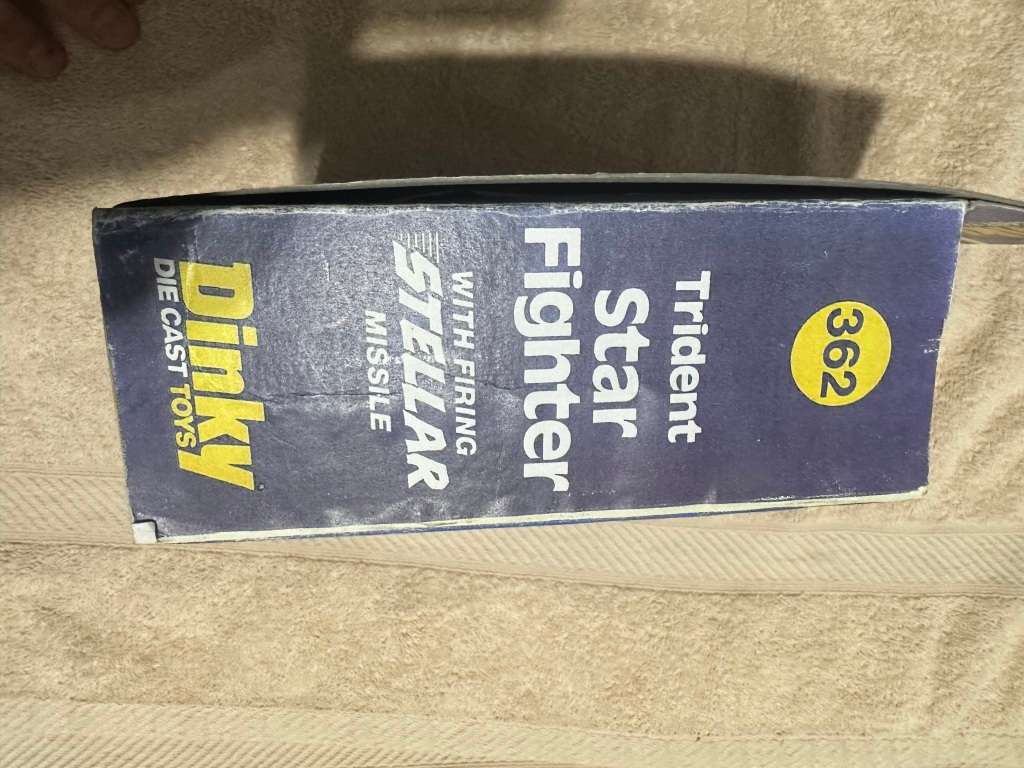 362
Trident
Star
Fighter
WITH FIRING
STELLAR
MISSILE
Dinky
DIE CAST TOYS